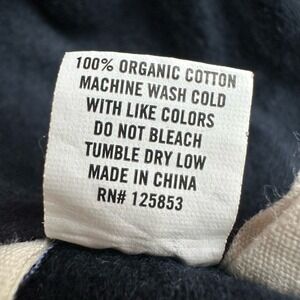 100% ORGANIC COTTON
MACHINE WASH COLD
WITH LIKE COLORS
DO NOT BLEACH
TUMBLE DRY LOW
MADE IN CHINA
RN# 125853